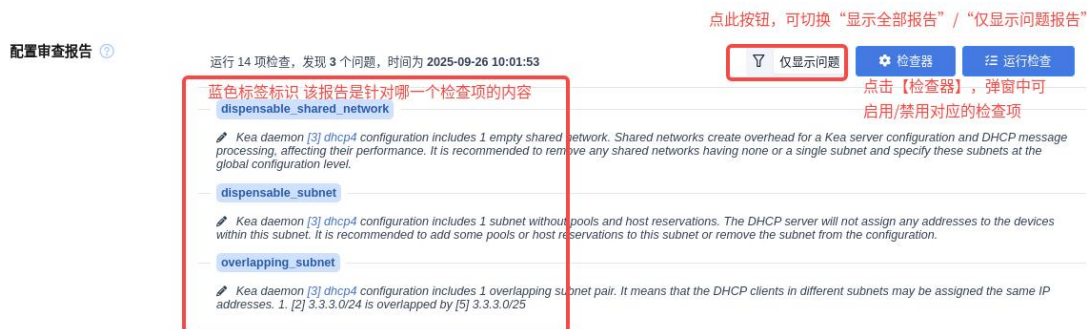 点此按钮，可切换“显示全部报告”/“仅显示问题报告”
配置审查报告
运行 14 项检查，发现 3 个问题，时间为 2025-09-26 10:01:53
仅显示问题
检查器
运行检查
蓝色标签标识 该报告是针对哪一个检查项的内容
点击【检查器】，弹窗中可
启用/禁用对应的检查项
dispensable_shared_network
Kea daemon [3] dhcp4 configuration includes 1 empty shared network. Shared networks create overhead for a Kea server configuration and DHCP message
processing, affecting their performance. It is recommended to remove any shared networks having none or a single subnet and specify these subnets at the
global configuration level.
dispensable_subnet
Kea daemon [3] dhcp4 configuration includes 1 subnet without pools and host reservations. The DHCP server will not assign any addresses to the devices
within this subnet. It is recommended to add some pools or host reservations to this subnet or remove the subnet from the configuration.
overlapping_subnet
Kea daemon [3] dhcp4 configuration includes 1 overlapping subnet pair. It means that the DHCP clients in different subnets may be assigned the same IP
addresses. 1. [2] 3.3.3.0/24 is overlapped by [5] 3.3.3.0/25